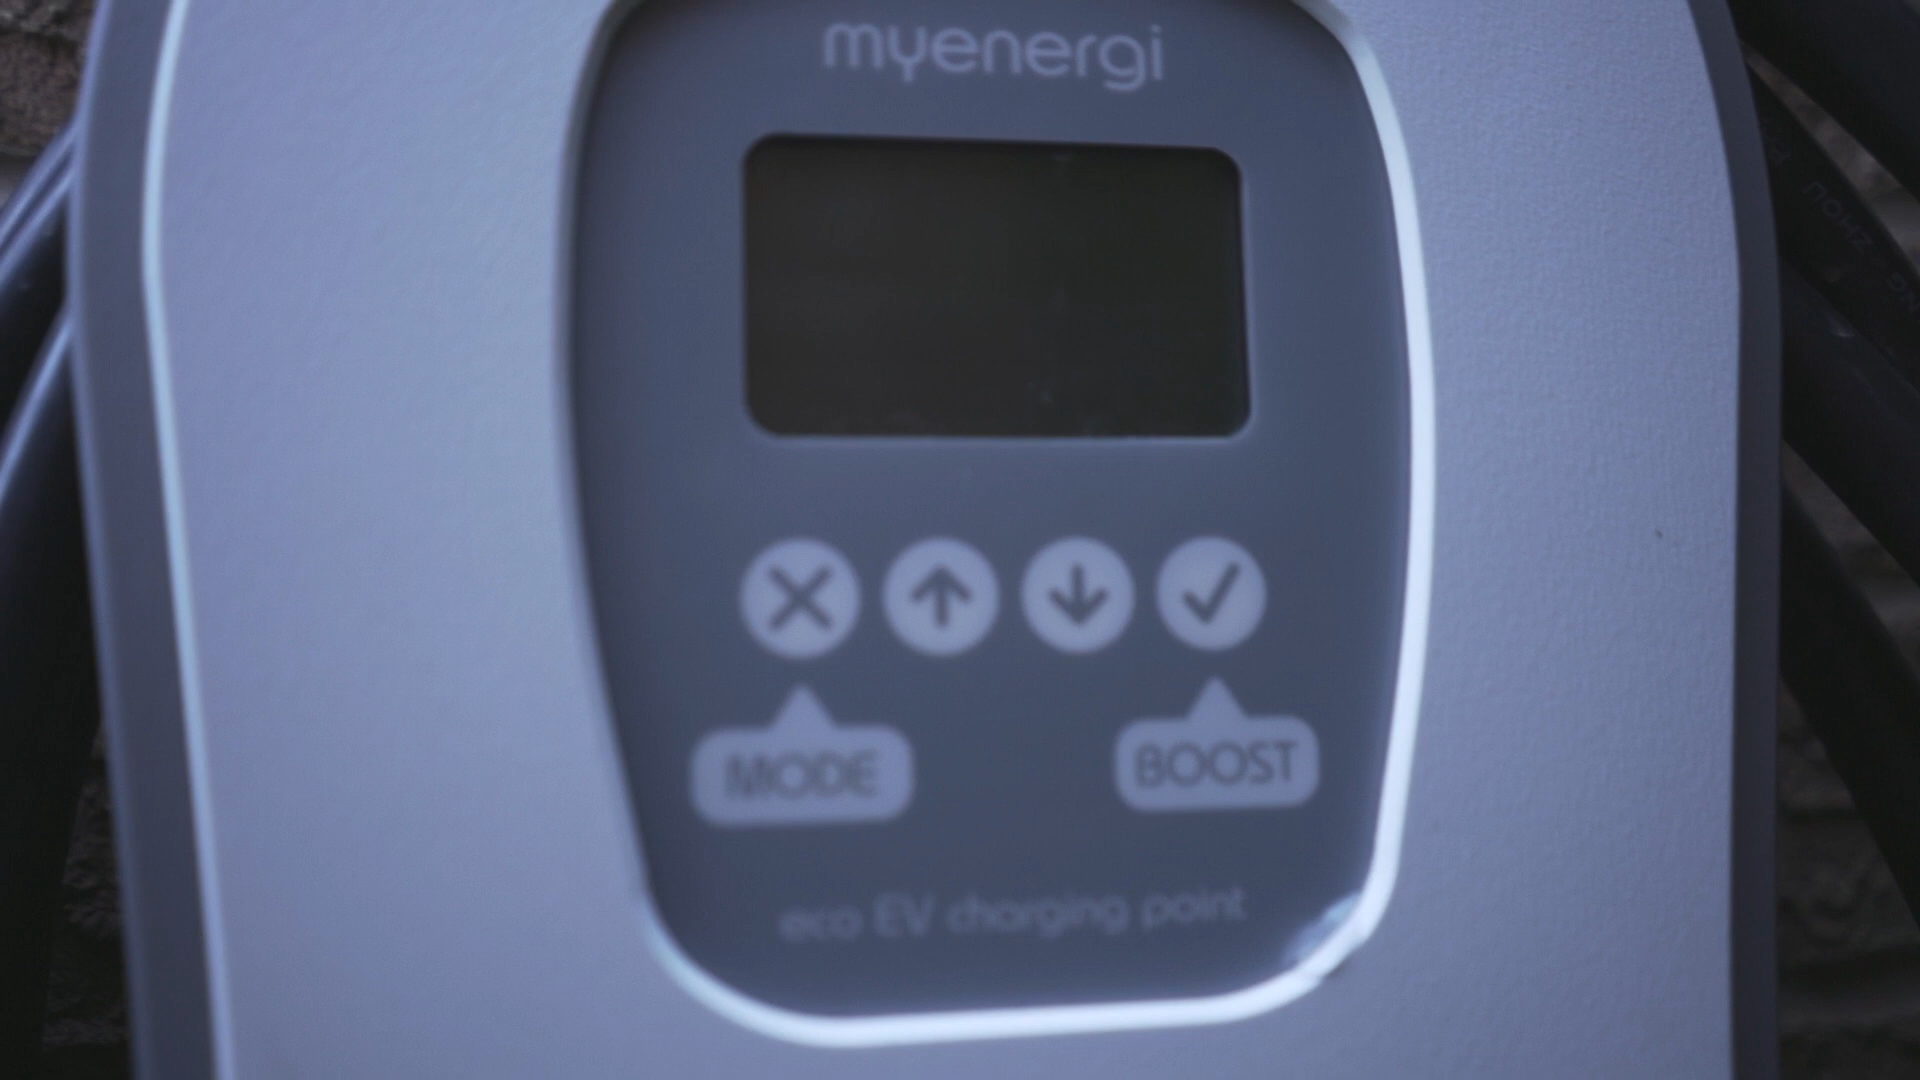 myenergi
MODE
BOOST
eco EV charging point